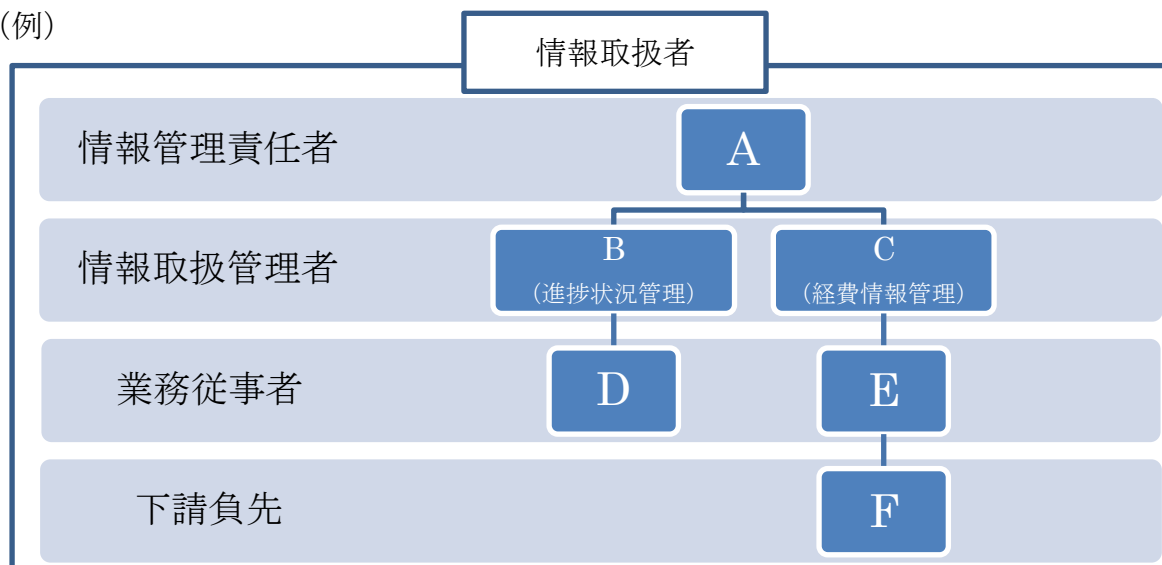 （例）
情報取扱者
情報管理責任者
A
情報取扱管理者
B
（進捗状況管理）
C
（経費情報管理）
業務従事者
D
E
下請負先
F